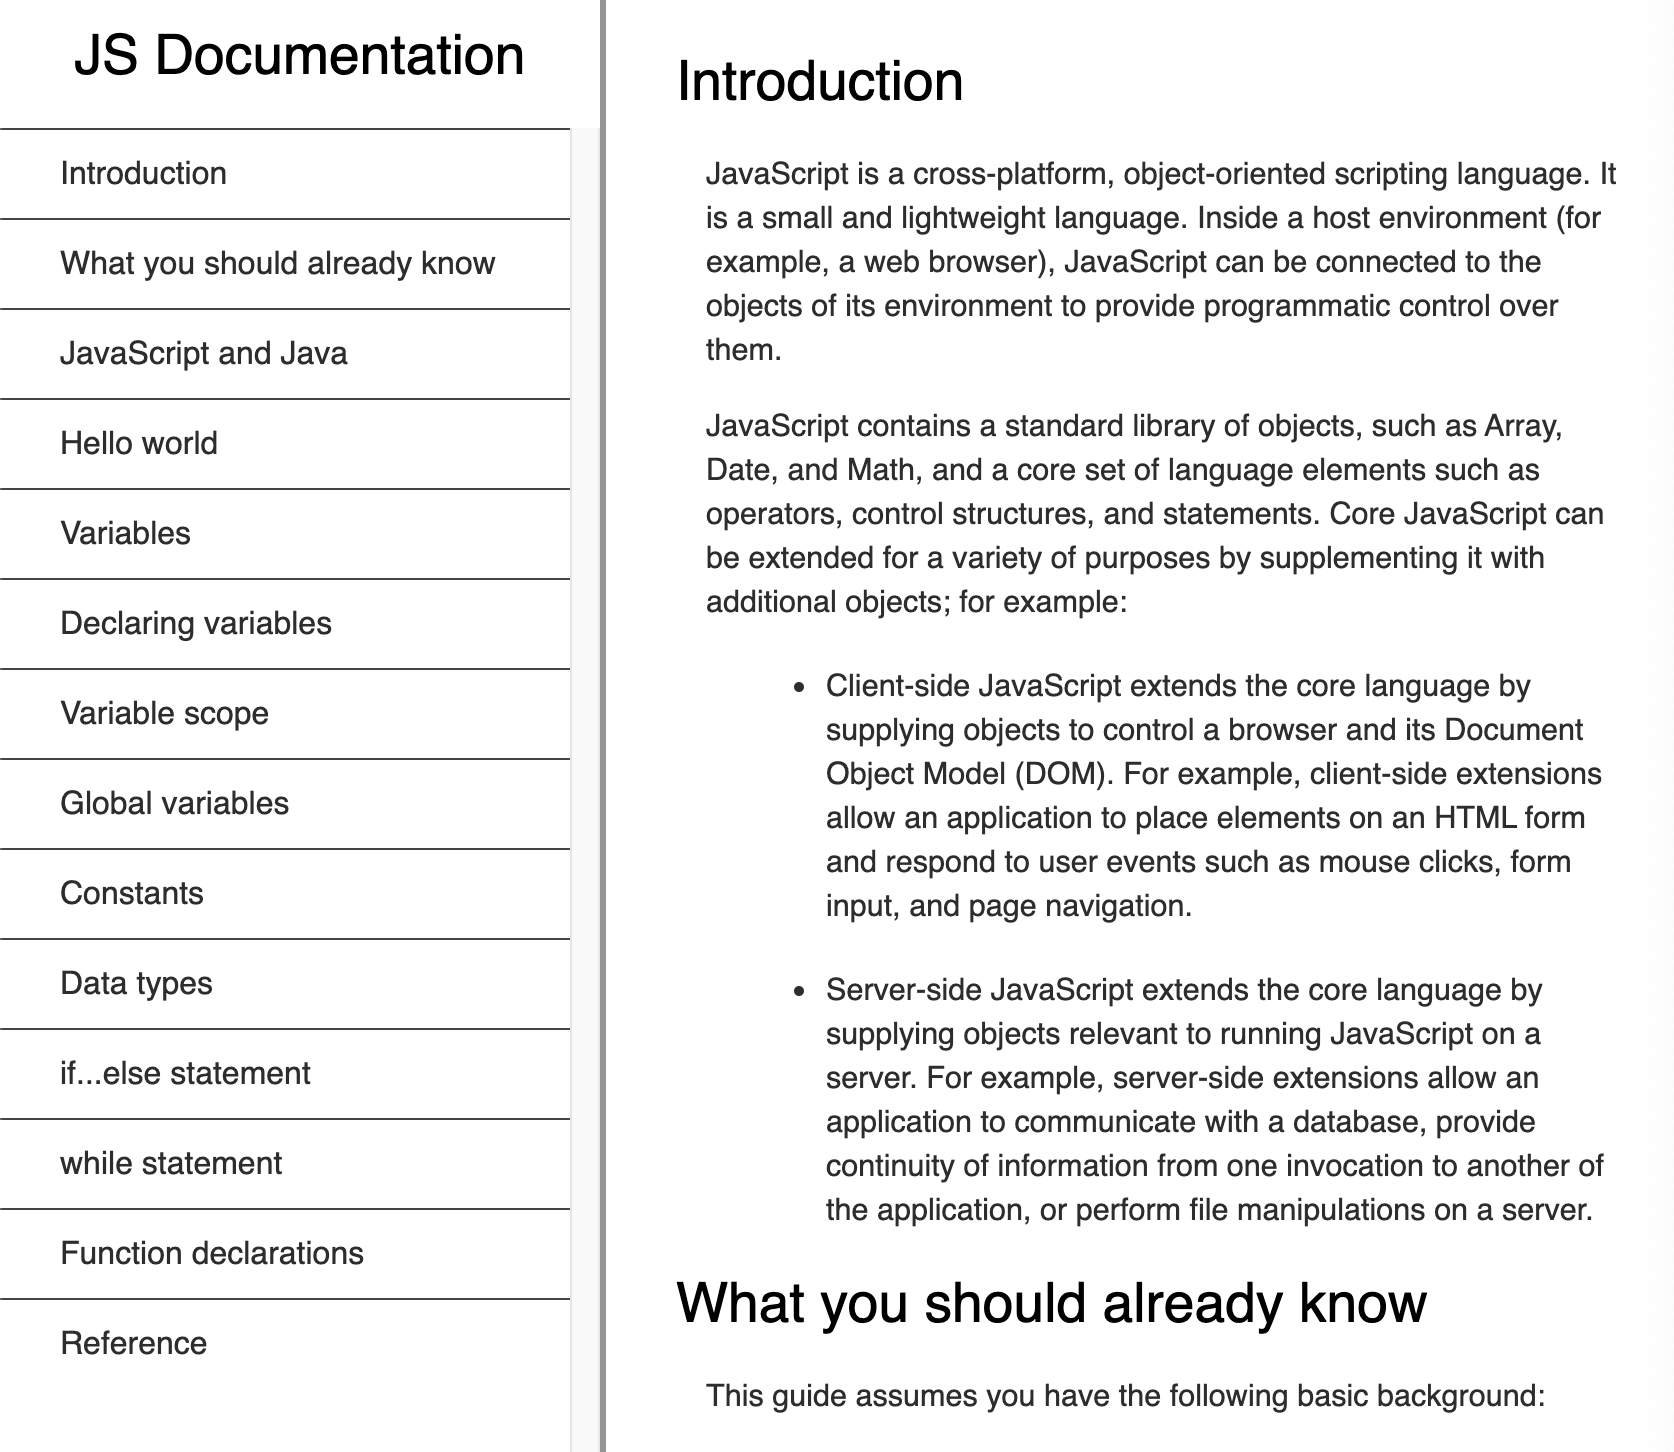 JS Documentation
Introduction
What you should already know
JavaScript and Java
Hello world
Variables
Declaring variables
Variable scope
Global variables
Constants
Data types
if...else statement
while statement
Function declarations
Reference
Introduction
JavaScript is a cross-platform, object-oriented scripting language. It
is a small and lightweight language. Inside a host environment (for
example, a web browser), JavaScript can be connected to the
objects of its environment to provide programmatic control over
them.
JavaScript contains a standard library of objects, such as Array,
Date, and Math, and a core set of language elements such as
operators, control structures, and statements. Core JavaScript can
be extended for a variety of purposes by supplementing it with
additional objects; for example:
• Client-side JavaScript extends the core language by
supplying objects to control a browser and its Document
Object Model (DOM). For example, client-side extensions
allow an application to place elements on an HTML form
and respond to user events such as mouse clicks, form
input, and page navigation.
• Server-side JavaScript extends the core language by
supplying objects relevant to running JavaScript on a
server. For example, server-side extensions allow an
application to communicate with a database, provide
continuity of information from one invocation to another of
the application, or perform file manipulations on a server.
What you should already know
This guide assumes you have the following basic background: